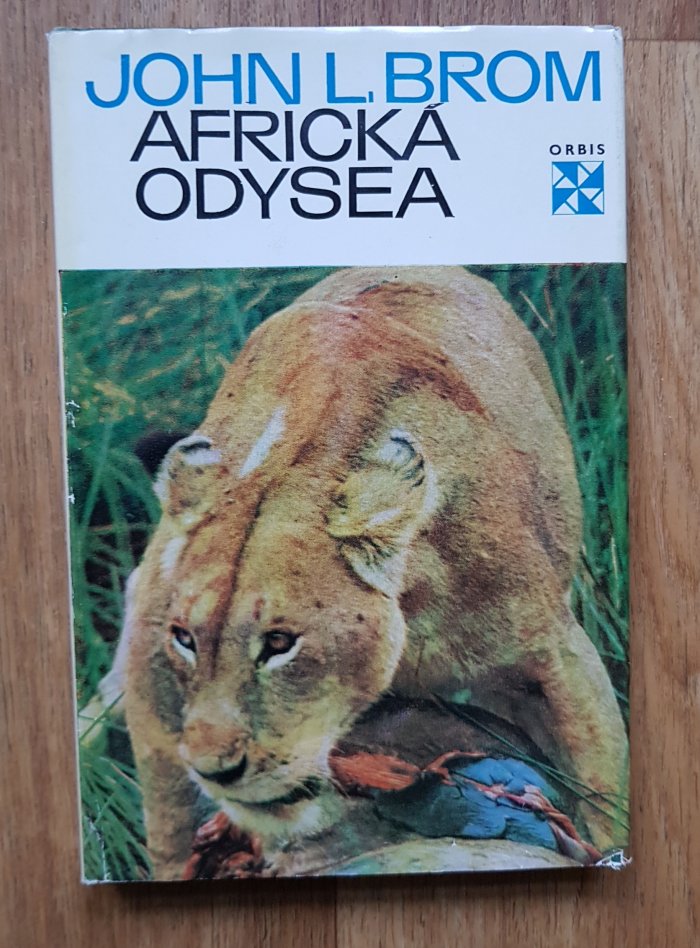 JOHN L. BROM
AFRICKÁ
ODYSEA
ORBIS